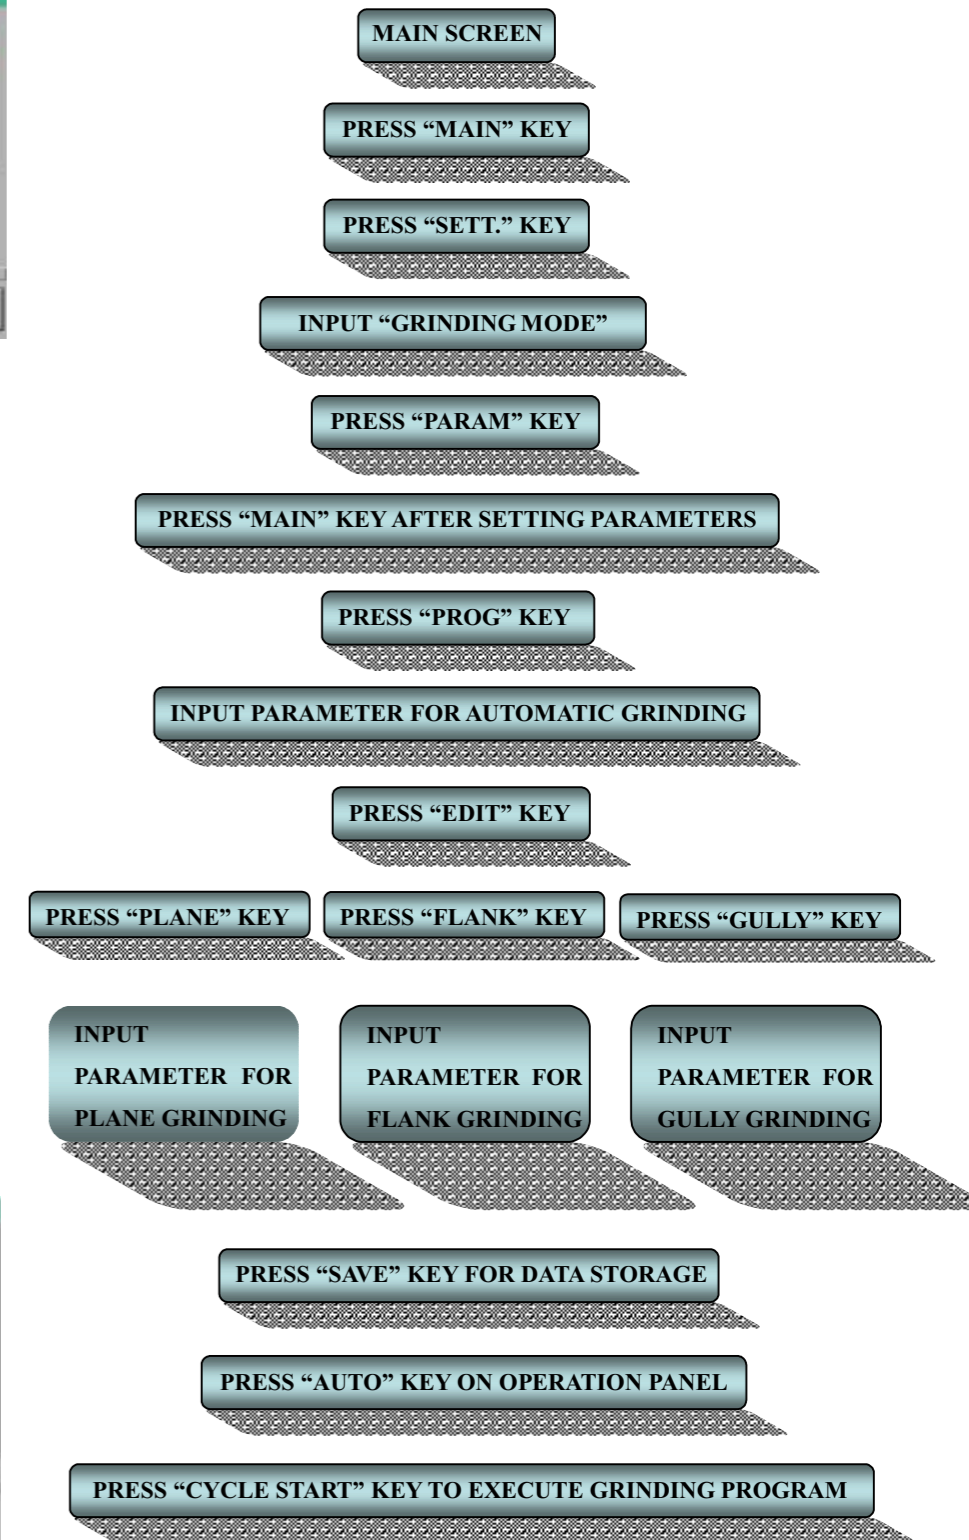 MAIN SCREEN
PRESS “MAIN” KEY
PRESS “SETT.” KEY
INPUT “GRINDING MODE”
PRESS “PARAM” KEY
PRESS “MAIN” KEY AFTER SETTING PARAMETERS
PRESS “PROG” KEY
INPUT PARAMETER FOR AUTOMATIC GRINDING
PRESS “EDIT” KEY
PRESS “PLANE” KEY
PRESS “FLANK” KEY
PRESS “GULLY” KEY
INPUT
PARAMETER FOR
PLANE GRINDING
INPUT
PARAMETER FOR
FLANK GRINDING
INPUT
PARAMETER FOR
GULLY GRINDING
PRESS “SAVE” KEY FOR DATA STORAGE
PRESS “AUTO” KEY ON OPERATION PANEL
PRESS “CYCLE START” KEY TO EXECUTE GRINDING PROGRAM